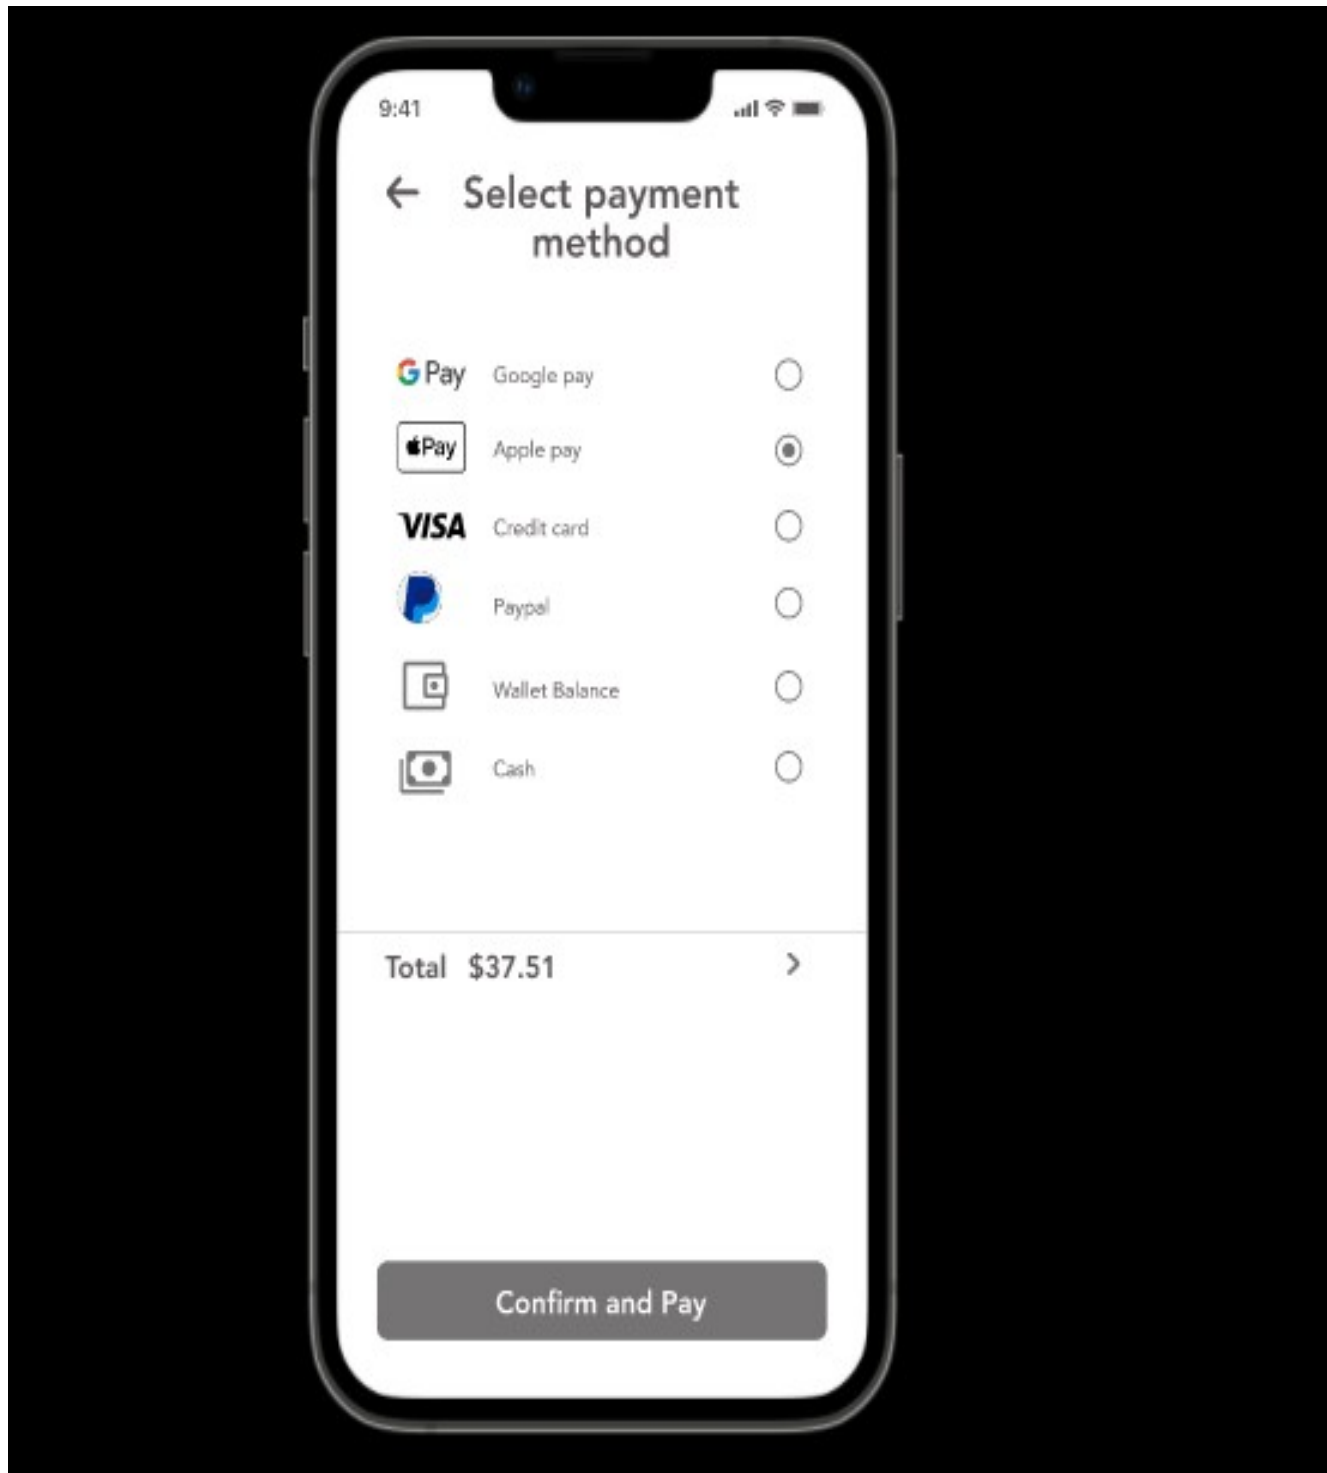 9:41
Select payment
method
G Pay Google pay
Pay Apple pay
VISA Credit card
Paypal
Wallet Balance
Cash
Total $37.51
Confirm and Pay